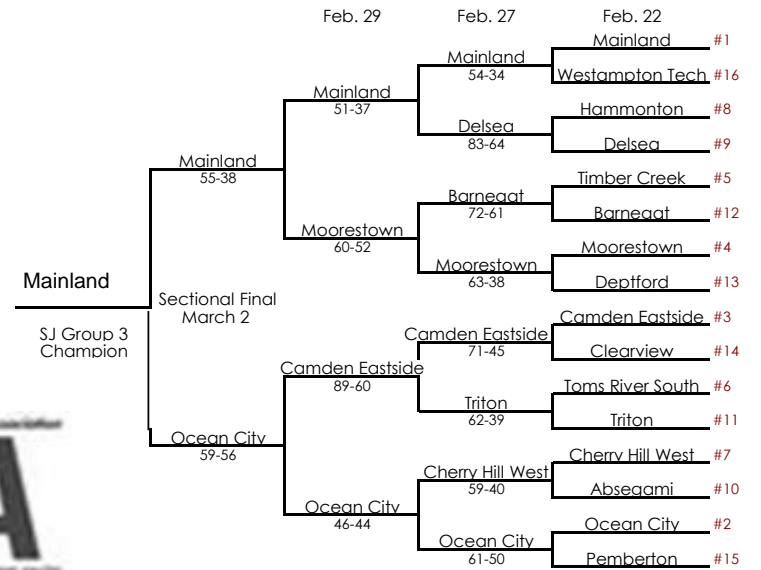 Feb. 29 Feb. 27 Feb. 22
Mainland #1
Mainland
54-34
Westampton Tech #16
Mainland
51-37
Hammonton #8
Delsea
83-64
Delsea #9
Mainland
55-38
Timber Creek #5
Barnegat
72-61
Barnegat #12
Moorestown
60-52
Moorestown #4
Moorestown
63-38
Deptford #13
Mainland
Sectional Final
March 2
SJ Group 3
Champion
Camden Eastside #3
Camden Eastside
71-45
Clearview #14
Camden Eastside
89-60
Toms River South #6
Triton
62-39
Triton #11
Ocean City
59-56
Cherry Hill West #7
Cherry Hill West
59-40
Absegami #10
Ocean City
46-44
Ocean City #2
Ocean City
61-50
Pemberton #15
A